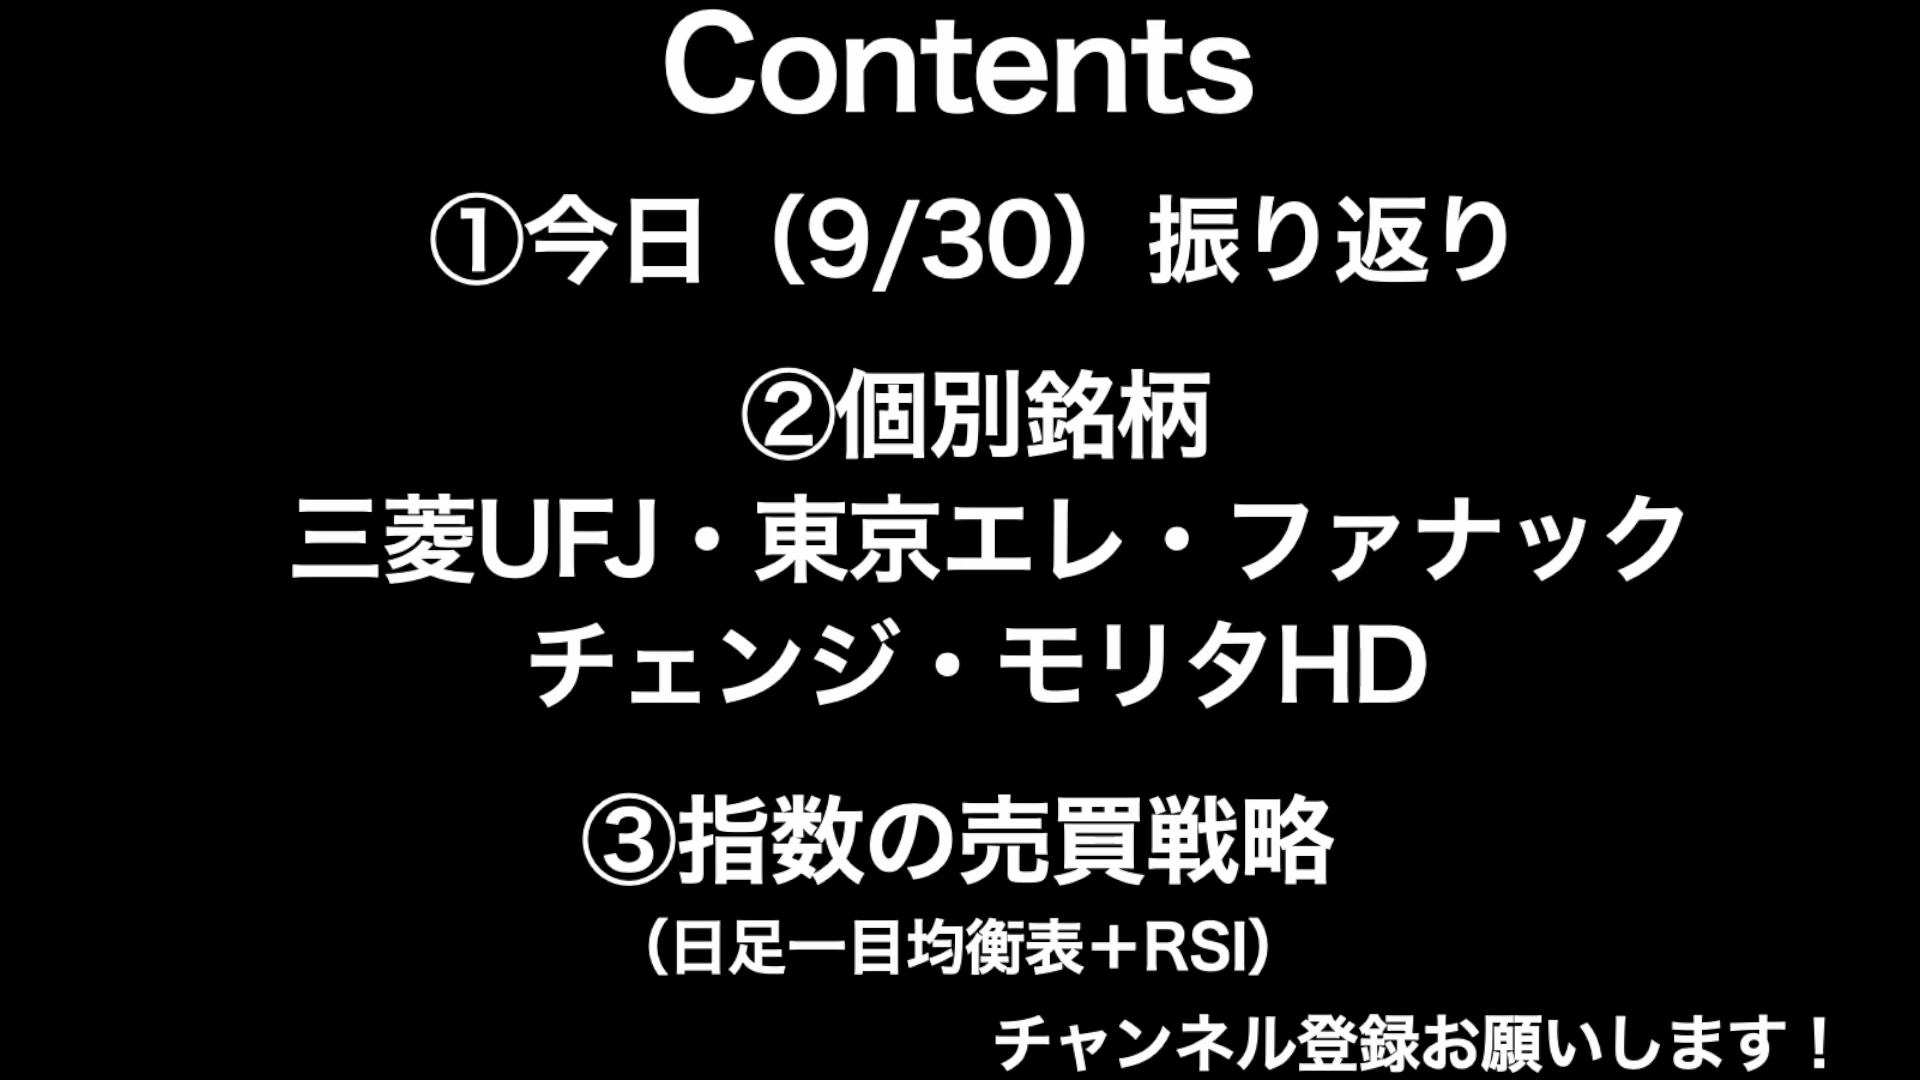 Contents
①今日（9/30）振り返り
②個別銘柄
三菱UFJ・東京エレ・ファナック
チェンジ・モリタHD
③指数の売買戦略
（日足一目均衡表＋RSI）
チャンネル登録お願いします！